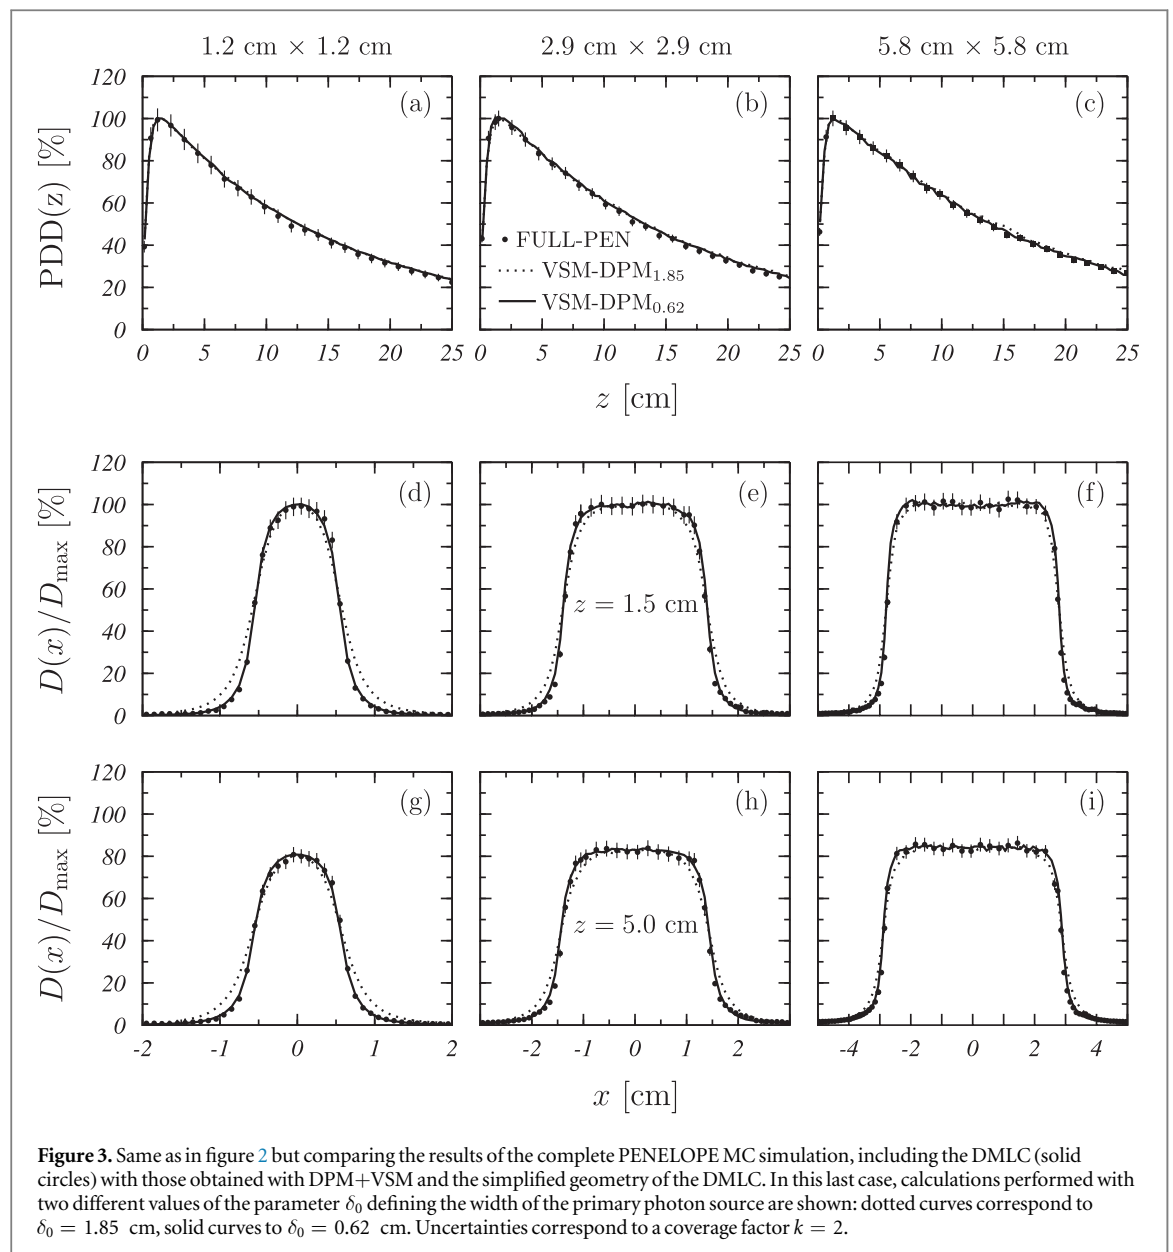 1.2 cm × 1.2 cm 2.9 cm × 2.9 cm 5.8 cm × 5.8 cm
PDD(z) [%]
120
100
80
60
40
20
0
(a)
(b)
(c)
FULL-PEN
VSM-DPM1.85
VSM-DPM0.62
0 5 10 15 20 25 0 5 10 15 20 25 0 5 10 15 20 25
z [cm]
D(x)/Dmax [%]
120
100
80
60
40
20
0
(d)
(e)
(f)
z = 1.5 cm
D(x)/Dmax [%]
120
100
80
60
40
20
0
(g)
(h)
(i)
z = 5.0 cm
-2 -1 0 1 2 -2 -1 0 1 2 -4 -2 0 2 4
x [cm]
Figure 3. Same as in figure 2 but comparing the results of the complete PENELOPE MC simulation, including the DMLC (solid
circles) with those obtained with DPM+VSM and the simplified geometry of the DMLC. In this last case, calculations performed with
two different values of the parameter δ0 defining the width of the primary photon source are shown: dotted curves correspond to
δ0 = 1.85 cm, solid curves to δ0 = 0.62 cm. Uncertainties correspond to a coverage factor k = 2.